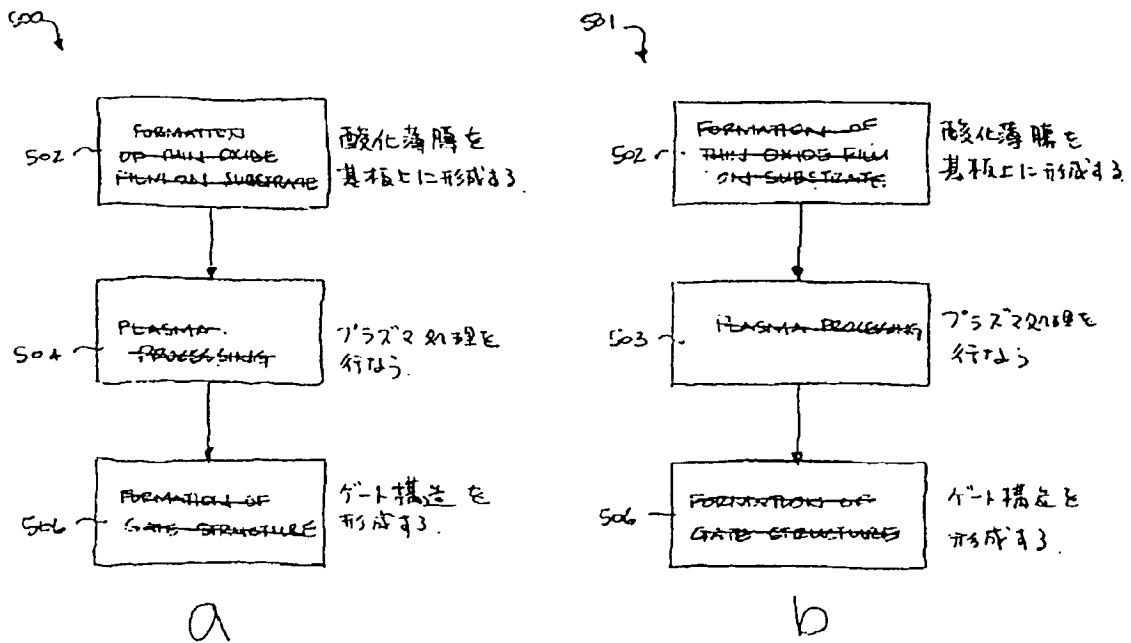 500
502
FORMATION
OF THIN OXIDE
FILM ON SUBSTRATE
酸化薄膜を
基板上に形成する.
504
PLASMA
PROCESSING
プラズマ処理を
行なう.
506
FORMATION OF
GATE STRUCTURE
ゲート構造を
形成する.
a
501
502
FORMATION OF
THIN OXIDE FILM
ON SUBSTRATE
酸化薄膜を
基板上に形成する.
503
PLASMA PROCESSING
プラズマ処理を
行なう
506
FORMATION OF
GATE STRUCTURE
ゲート構造を
形成する.
b